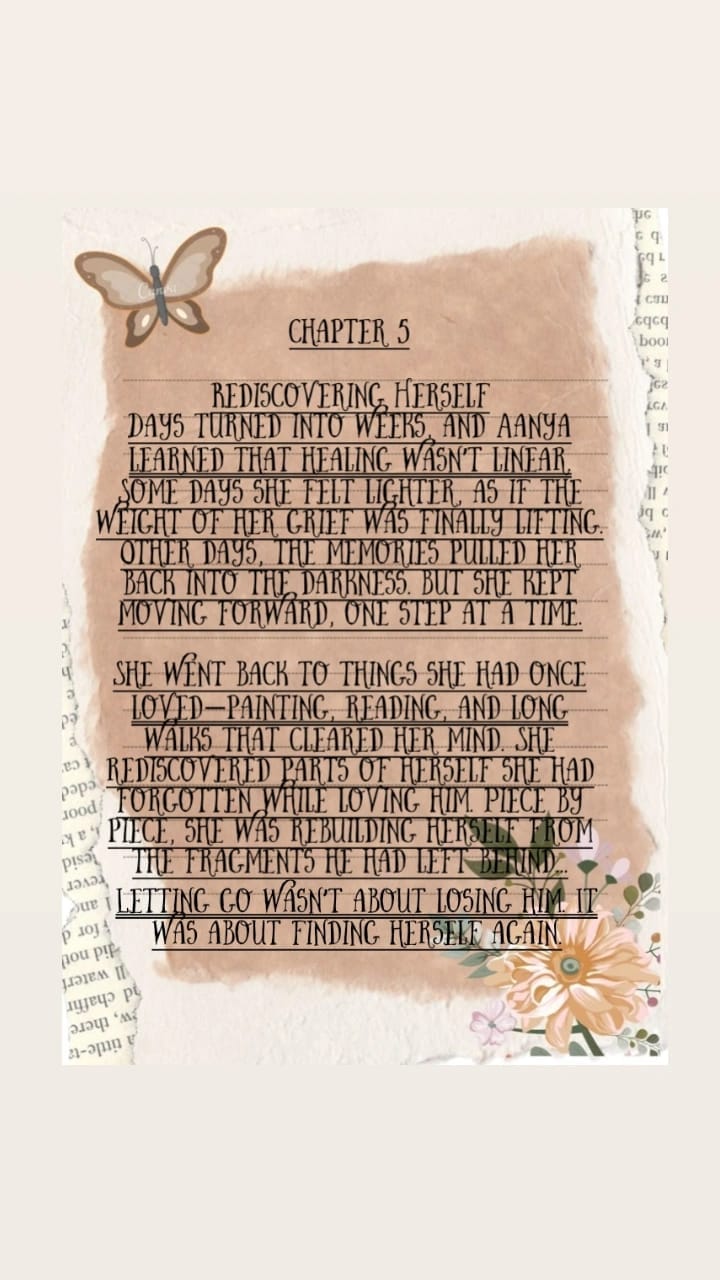 Canva
CHAPTER 5
REDISCOVERING HERSELF
DAYS TURNED INTO WEEKS, AND AANYA
LEARNED THAT HEALING WASN'T LINEAR.
SOME DAYS SHE FELT LIGHTER, AS IF THE
WEIGHT OF HER GRIEF WAS FINALLY LIFTING.
OTHER DAYS, THE MEMORIES PULLED HER
BACK INTO THE DARKNESS. BUT SHE KEPT
MOVING FORWARD, ONE STEP AT A TIME.
SHE WENT BACK TO THINGS SHE HAD ONCE
LOVED—PAINTING, READING, AND LONG
WALKS THAT CLEARED HER MIND. SHE
REDISCOVERED PARTS OF HERSELF SHE HAD
FORGOTTEN WHILE LOVING HIM. PIECE BY
PIECE, SHE WAS REBUILDING HERSELF FROM
THE FRAGMENTS HE HAD LEFT BEHIND..
LETTING GO WASN'T ABOUT LOSING HIM. IT
WAS ABOUT FINDING HERSELF AGAIN.